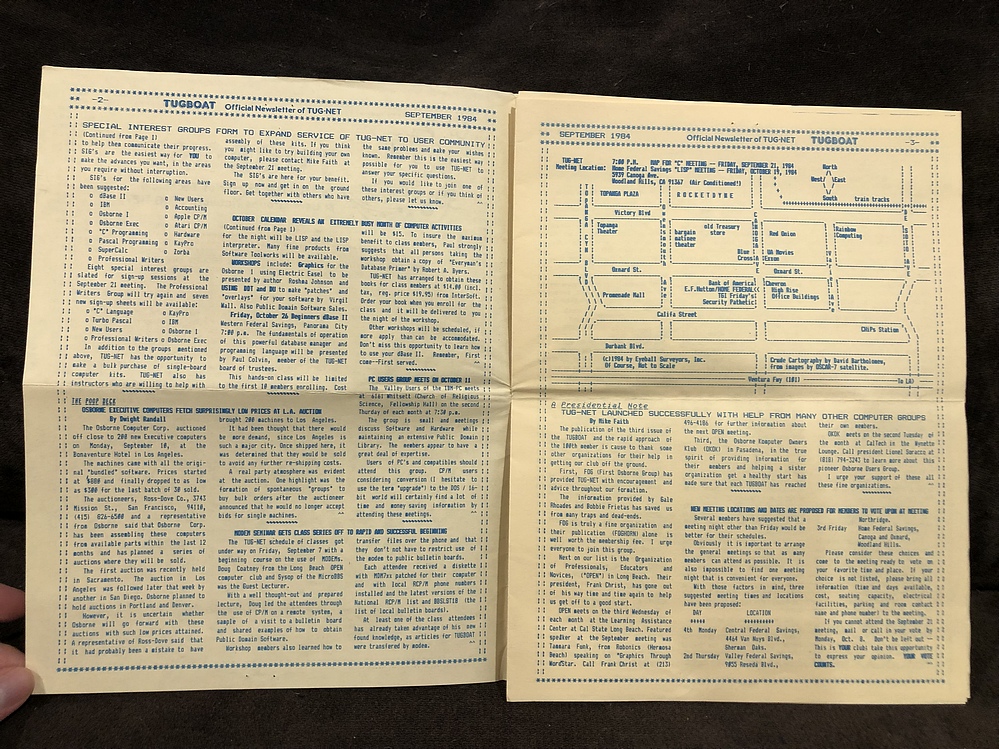 -2-
TUGBOAT Official Newsletter of TUG-NET
SEPTEMBER 1984
SPECIAL INTEREST GROUPS FORM TO EXPAND SERVICE OF TUG-NET TO USER COMMUNITY
(Continued from Page 1)
to help them communicate their progress.
SIG's are the easiest way for YOU to
make the advances you want, in the areas
you require without interruption.
SIG's for the following areas have
been suggested:
o dBase II o New Users
o IBM o Accounting
o Osborne 1 o Apple CP/M
o Osborne Exec o Atari CP/M
o "C" Programming o Hardware
o Pascal Programming o KayPro
o SuperCalc o Zorba
o Professional Writers
Eight special interest groups are
slated for sign-up sessions at the
September 21 meeting. The Professional
Writers Group will try again and seven
new sign-up sheets will be available:
o "C" Language o KayPro
o Turbo Pascal o IBM
o New Users o Osborne 1
o Professional Writers o Osborne Exec
In addition to the groups mentioned
above, TUG-NET has the opportunity to
make a bulk purchase of single-board
computer kits. TUG-NET also has
instructors who are willing to help with
assembly of these kits. If you think
you might like to try building your own
computer, please contact Mike Faith at
the September 21 meeting.
The SIG's are here for your benefit.
Sign up now and get in on the ground
floor. Get together with others who have
the same problems and make your wishes
known. Remember this is the easiest way
possible for you to use TUG-NET to
answer your specific questions.
If you would like to join one of
these interest groups or if you think of
others, please let us know.
OCTOBER CALENDAR REVEALS AN EXTREMELY BUSY MONTH OF COMPUTER ACTIVITIES
(Continued from Page 1)
for the night will be LISP and the LISP
interpreter. Many fine products from
Software Toolworks will be available.
WORKSHOPS include: Graphics for the
Osborne 1 using Electric Easel to be
presented by author Roshna Johnson and
USING DDT and DU to make "patches" and
"overlays" for your software by Virgil
Wall. Also Public Domain Software Sales.
Friday, October 26 Beginners dBase II
Western Federal Savings, Panorama City
7:00 p.m. The fundamentals of operation
of this powerful database manager and
programming language will be presented
by Paul Colvin, member of the TUG-NET
board of trustees.
This hands-on class will be limited
to the first 10 members enrolling. Cost
will be $15. To insure the maximum
benefit to class members, Paul strongly
suggests that all persons taking the
workshop obtain a copy of "Everyman's
Database Primer" by Robert A. Byers.
TUG-NET has arranged to obtain these
books for class members at $14.00 (incl.
tax, reg. price $19.95) from InterSoft.
Order your book when you enroll for the
class and it will be delivered to you
the night of the workshop.
Other workshops will be scheduled, if
more apply than can be accommodated.
Don't miss this opportunity to learn how
to use your dBase II. Remember, First
come--First served.
PC USERS GROUP MEETS ON OCTOBER 11
The Valley Users of the IBM-PC meets
at Whitsett (Church of Religious
Science, Fellowship Hall) on the second
Thursday of each month at 7:30 p.m.
The group is small and meetings
discuss Software and Hardware while
maintaining an extensive Public Domain
Library. The members appear to have a
great deal of expertise.
Users of PC's and compatibles should
attend this group. CP/M users
considering conversion (I hesitate to
use the term "upgrade") to the DOS / 16-
bit world will certainly find a lot of
time and money saving information by
attending these meetings.
THE POOP DECK
OSBORNE EXECUTIVE COMPUTERS FETCH SURPRISINGLY LOW PRICES AT L.A. AUCTION
By Dwight Randall
The Osborne Computer Corp. auctioned
off close to 200 new Executive computers
on Monday, September 10, at the
Bonaventure Hotel in Los Angeles.
The machines came with all the origi-
nal "bundled" software. Prices started
at $800 and finally dropped to as low
as $300 for the last batch of 30 sold.
The auctioneers, Ross-Dove Co., 3743
Mission St., San Francisco, 94110,
(415) 826-6580 and a representative
from Osborne said that Osborne Corp.
has been assembling these computers
from available parts within the last 12
months and has planned a series of
auctions where they will be sold.
The first auction was recently held
in Sacramento. The auction in Los
Angeles was followed later that week by
another in San Diego. Osborne planned to
hold auctions in Portland and Denver.
However, it is uncertain whether
Osborne will go forward with these
auctions with such low prices attained.
A representative of Ross-Dove said that
it had probably been a mistake to have
brought 200 machines to Los Angeles.
It had been thought that there would
be more demand, since Los Angeles is
such a major city. Once shipped here, it
was determined that they would be sold
to avoid any further re-shipping costs.
A real party atmosphere was evident
at the auction. One highlight was the
formation of spontaneous "groups" to
try bulk orders after the auctioneer
announced that he would no longer accept
bids for single machines.
MODEM SEMINAR GETS CLASS SERIES OFF TO RAPID AND SUCCESSFUL BEGINNING
The TUG-NET schedule of classes got
under way on Friday, September 7 with a
beginning course on the use of MODEMs.
Doug Coatney from the Long Beach OPEN
computer club and Sysop of the MicroBBS
was the Guest Lecturer.
With a well thought-out and prepared
lecture, Doug led the attendees through
the use of CP/M on a remote system, a
sample of a visit to a bulletin board
and shared examples of how to obtain
Public Domain Software.
Workshop members also learned how to
transfer files over the phone and that
they don't not have to restrict use of
the modem to public bulletin boards.
Each attendee received a diskette
with MDM7xx patched for their computer
and with local RCP/M phone numbers
installed and the latest versions of the
National RCP/M list and BBSLST18 (the
list of local bulletin boards).
At least one of the class attendees
has already taken advantage of his new
found knowledge, as articles for TUGBOAT
were transferred by modem.
SEPTEMBER 1984
Official Newsletter of TUG-NET TUGBOAT
-3-
TUG-NET 7:00 P.M. RAP FOR "C" MEETING -- FRIDAY, SEPTEMBER 21, 1984
Meeting Location: Home Federal Savings "LISP" MEETING -- FRIDAY, OCTOBER 19, 1984
5939 Canoga Ave.
Woodland Hills, CA 91367 (Air Conditioned!)
North
West East
South
train tracks
TOPANGA PLAZA
ROCKETDYNE
Victory Blvd
Topanga
Theater
bargain
matinee
theater
old Treasury
store
Red Onion
Rainbow
Computing
Blue
Cross
UA Movies
Exxon
Oxnard St.
Oxnard St.
Promenade Mall
Bank of America
E.F.Hutton/HOME FEDERAL
TGI Friday's
Security Pathetic
Chevron
High Rise
Office Buildings
Califa Street
CHiPs Station
Burbank Blvd.
(c)1984 by Eyeball Surveyors, Inc.
Of Course, Not to Scale
Crude Cartography by David Bartholomew,
from images by OSCAR-7 satellite.
Ventura Fwy (101)
(To LA)
A Presidential Note
TUG-NET LAUNCHED SUCCESSFULLY WITH HELP FROM MANY OTHER COMPUTER GROUPS
By Mike Faith
The publication of the third issue of
the TUGBOAT and the rapid approach of
the 100th member is cause to thank
some other organizations for their help in
getting our club off the ground.
First, FOG (First Osborne Group) has
provided TUG-NET with encouragement and
advice throughout our formation.
The information provided by Gale
Rhoades and Bobbie Frietas has saved us
from many traps and dead-ends.
FOG is truly a fine organization and
their publication (FOGHORN) alone is
well worth the membership fee. I urge
everyone to join this group.
Next on our list is the Organization
of Professionals, Educators and
Novices, ("OPEN") in Long Beach. Their
president, Frank Christ, has gone out
of his way time and time again to help
us get off to a good start.
OPEN meets on the third Wednesday of
each month at the Learning Assistance
Center at Cal State Long Beach. Featured
speaker at the September meeting was
Tammara Funk, from Robotics (Hermosa
Beach) speaking on "Graphics Through
WordStar. Call Frank Christ at (213)
496-4186 for further information about
the next OPEN meeting.
Third, the Osborne Komputer Owners
Klub (OKOK) in Pasadena, in the true
spirit of providing information for
their members and helping a sister
organization get a healthy start has
made sure that each TUGBOAT has reached
their own members.
OKOK meets on the second Tuesday of
the month at CalTech in the Wynette
Lounge. Call president Lionel Soracco at
(818) 794-3242 to learn more about this
pioneer Osborne Users Group.
I urge your support of these all
these fine organizations.
NEW MEETING LOCATIONS AND DATES ARE PROPOSED FOR MEMBERS TO VOTE UPON AT MEETING
Several members have suggested that a
meeting night other than Friday would be
better for their schedules.
Obviously it is important to arrange
the general meetings so that as many
members can attend as possible. It is
also impossible to find one meeting
night that is convenient for everyone.
With these factors in mind, three
suggested meeting times and locations
have been proposed:
DAY LOCATION
4th Monday Central Federal Savings,
4464 Van Nuys Blvd.
Sherman Oaks.
2nd Thursday Valley Federal Savings,
9055 Reseda Blvd.,
Northridge.
3rd Friday Home Federal Savings,
Canoga and Oxnard,
Woodland Hills.
Please consider these choices and
come to the meeting ready to vote on
your favorite time and place. If your
choice is not listed, please bring all
information (time and days available,
cost, seating capacity, electrical
facilities, parking and room contact
name and phone number) to the meeting.
If you cannot attend the September 21
meeting, mail or call in your vote by
Monday, Oct. 8. Don't be left out --
This is YOUR club: take this opportunity
to express your opinion. YOUR VOTE
COUNTS.